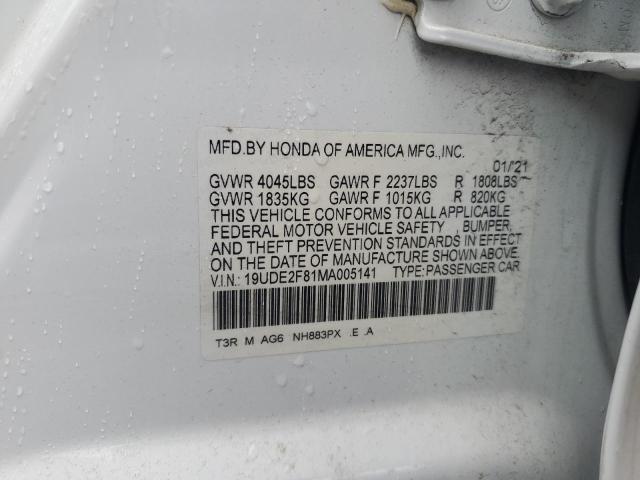 MFD.BY HONDA OF AMERICA MFG.,INC.
01/21
GVWR 4045LBS GAWR F 2237LBS R 1808LBS
GVWR 1835KG GAWR F 1015KG R 820KG
THIS VEHICLE CONFORMS TO ALL APPLICABLE
FEDERAL MOTOR VEHICLE SAFETY , BUMPER,
AND THEFT PREVENTION STANDARDS IN EFFECT
ON THE DATE OF MANUFACTURE SHOWN ABOVE.
V.I.N.: 19UDE2F81MA005141 TYPE:PASSENGER CAR
T3R M AG6 NH883PX .E .A